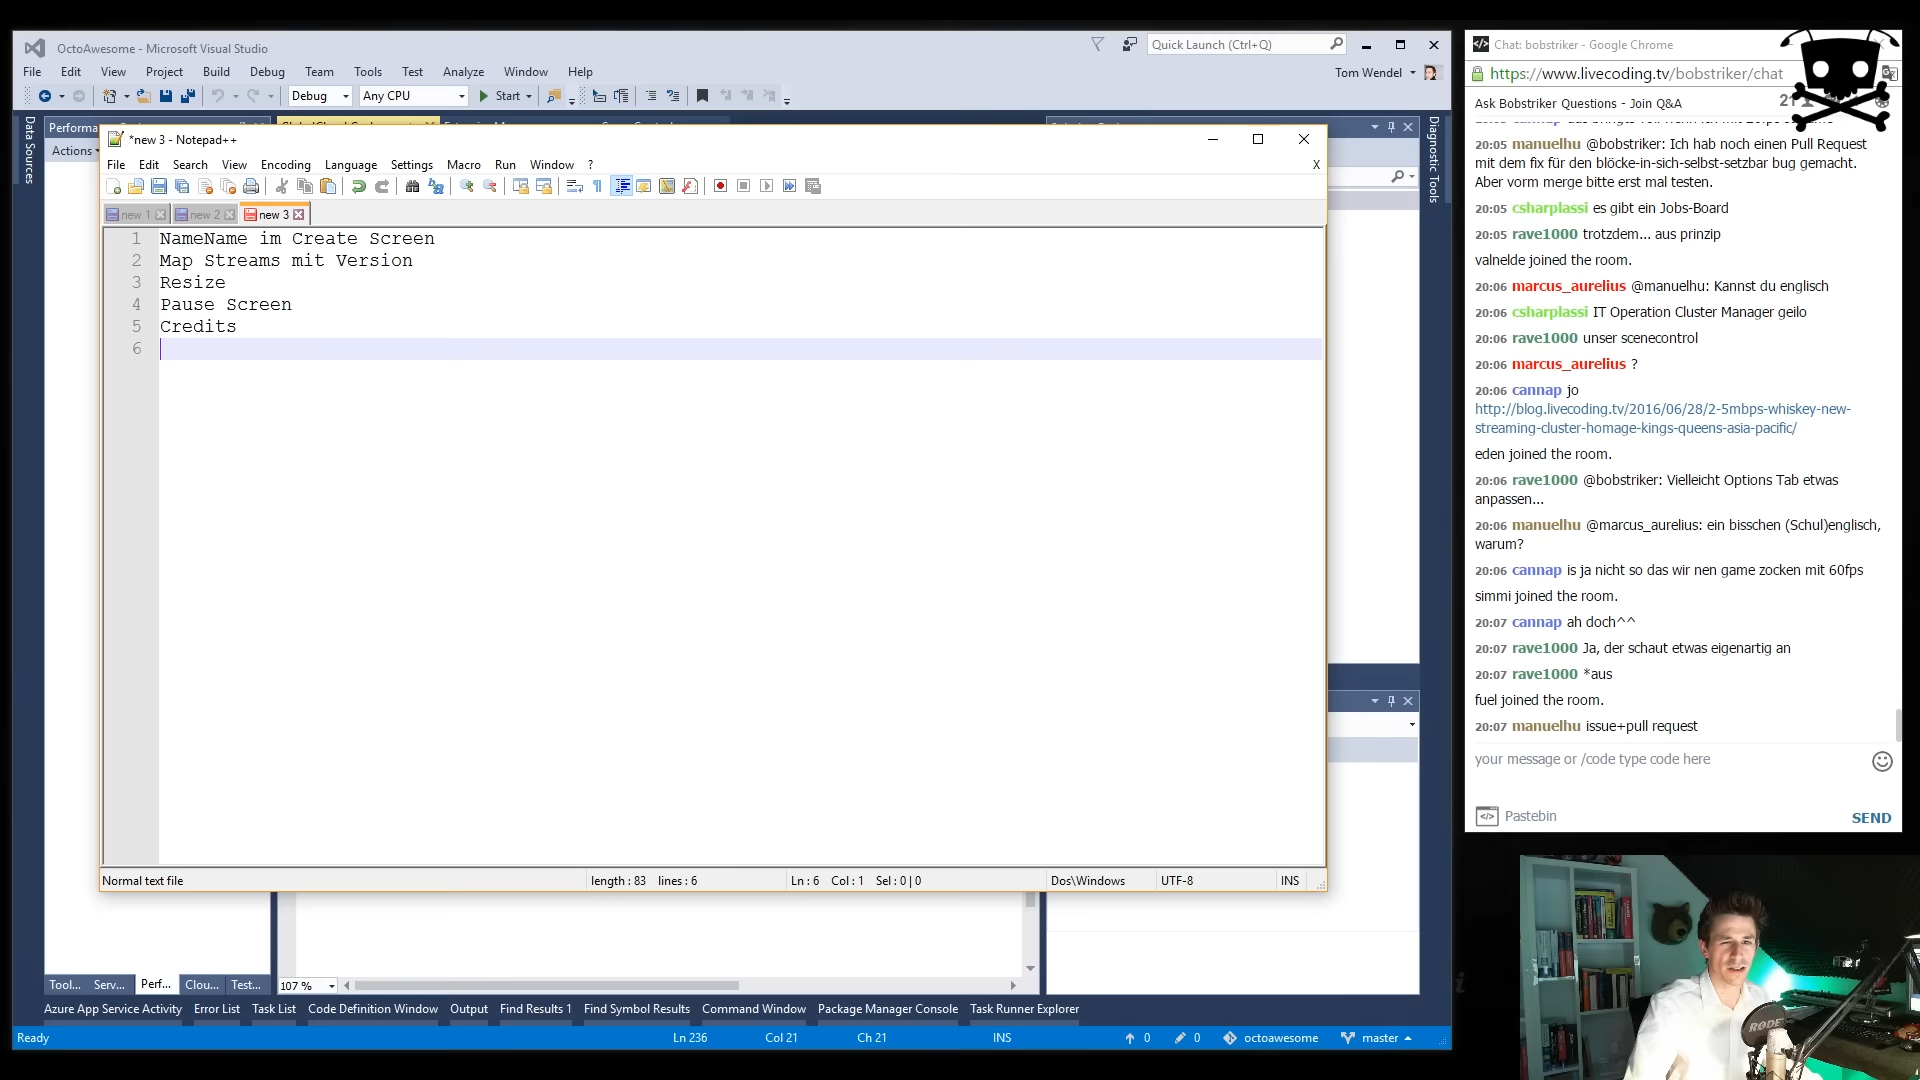 OctoAwesome - Microsoft Visual Studio
Quick Launch (Ctrl+Q)
File Edit View Project Build Debug Team Tools Test Analyze Window Help
Tom Wendel
Debug Any CPU Start
Data Sources
Performa
Actions
Diagnostic Tools
*new 3 - Notepad++
File Edit Search View Encoding Language Settings Macro Run Window ? X
new 1 new 2 new 3
1 NameName im Create Screen
2 Map Streams mit Version
3 Resize
4 Pause Screen
5 Credits
6
Normal text file length : 83 lines : 6 Ln : 6 Col : 1 Sel : 0 | 0 Dos\Windows UTF-8 INS
Tool... Serv... Perf... Clou... Test...
107 %
Azure App Service Activity Error List Task List Code Definition Window Output Find Results 1 Find Symbol Results Command Window Package Manager Console Task Runner Explorer
Ready Ln 236 Col 21 Ch 21 INS 0 0 octoawesome master
Chat: bobstriker - Google Chrome
https://www.livecoding.tv/bobstriker/chat
Ask Bobstriker Questions - Join Q&A
20:05 manuelhu @bobstriker: Ich hab noch einen Pull Request
mit dem fix für den blöcke-in-sich-selbst-setzbar bug gemacht.
Aber vorm merge bitte erst mal testen.
20:05 csharplassi es gibt ein Jobs-Board
20:05 rave1000 trotzdem... aus prinzip
valnelde joined the room.
20:06 marcus_aurelius @manuelhu: Kannst du englisch
20:06 csharplassi IT Operation Cluster Manager geilo
20:06 rave1000 unser scenecontrol
20:06 marcus_aurelius ?
20:06 cannap jo
http://blog.livecoding.tv/2016/06/28/2-5mbps-whiskey-new-
streaming-cluster-homage-kings-queens-asia-pacific/
eden joined the room.
20:06 rave1000 @bobstriker: Vielleicht Options Tab etwas
anpassen...
20:06 manuelhu @marcus_aurelius: ein bisschen (Schul)englisch,
warum?
20:06 cannap is ja nicht so das wir nen game zocken mit 60fps
simmi joined the room.
20:07 cannap ah doch^^
20:07 rave1000 Ja, der schaut etwas eigenartig an
20:07 rave1000 *aus
fuel joined the room.
20:07 manuelhu issue+pull request
your message or /code type code here
Pastebin
SEND
RODE